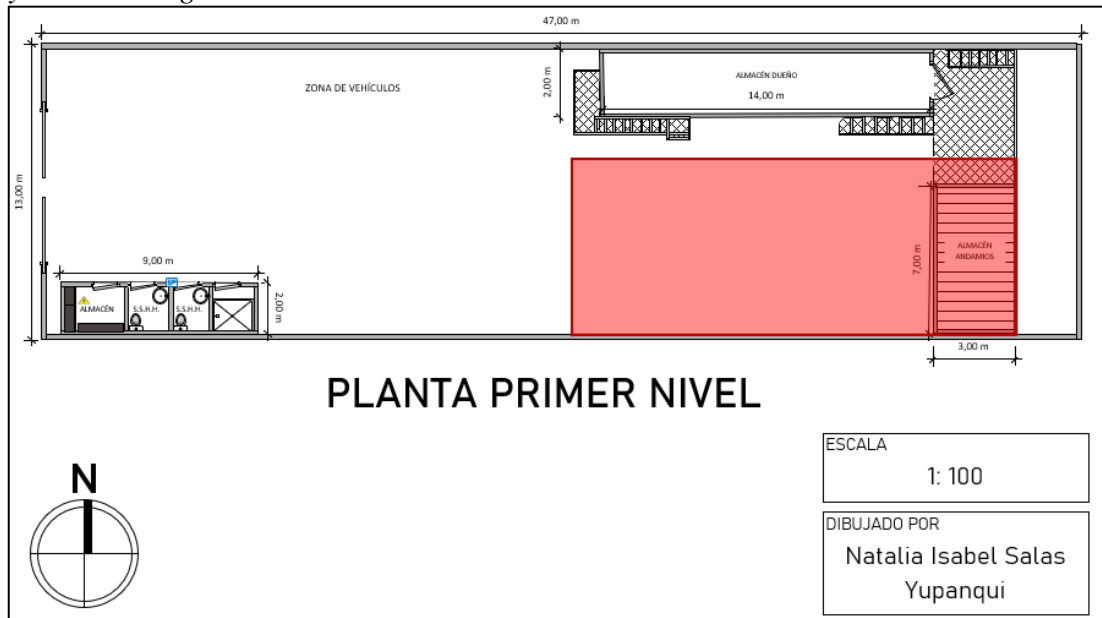 47,00 m
ZONA DE VEHÍCULOS
2,00 m
ALMACÉN DUEÑO
14,00 m
13,00 m
9,00 m
ALMACÉN
S.S.H.H.
S.S.H.H.
2,00 m
7,00 m
ALMACÉN
ANDAMIOS
3,00 m
PLANTA PRIMER NIVEL
N
ESCALA
1: 100
DIBUJADO POR
Natalia Isabel Salas
Yupanqui